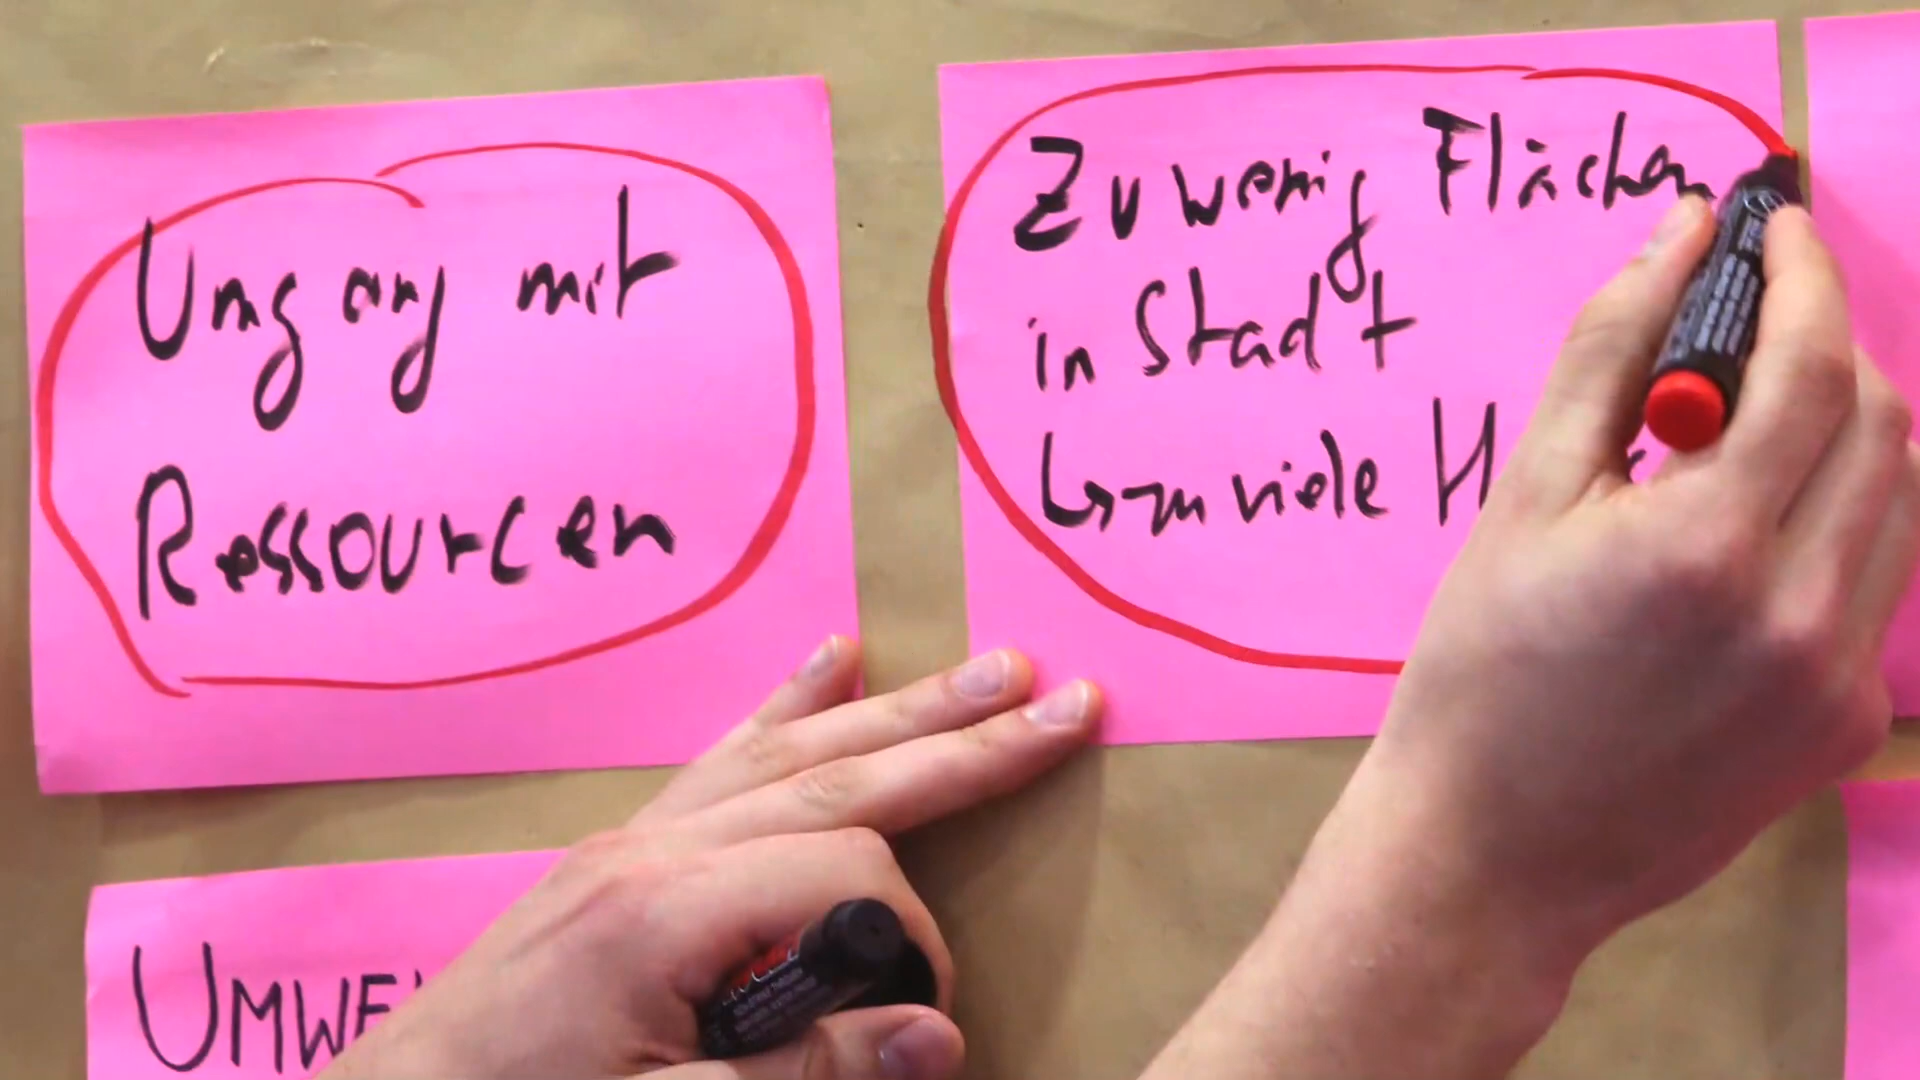 Umgang mit
Ressourcen
Zu wenig Flächen
in Stadt
zu viele H
UMWE